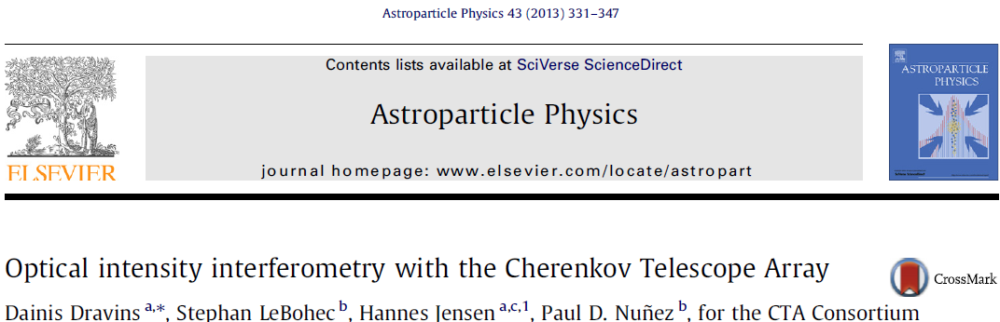 Astroparticle Physics 43 (2013) 331–347
Contents lists available at SciVerse ScienceDirect
Astroparticle Physics
journal homepage: www.elsevier.com/locate/astropart
ELSEVIER
ASTROPARTICLE
PHYSICS
Optical intensity interferometry with the Cherenkov Telescope Array
CrossMark
Dainis Dravins a,*, Stephan LeBohec b, Hannes Jensen a,c,1, Paul D. Nuñez b, for the CTA Consortium